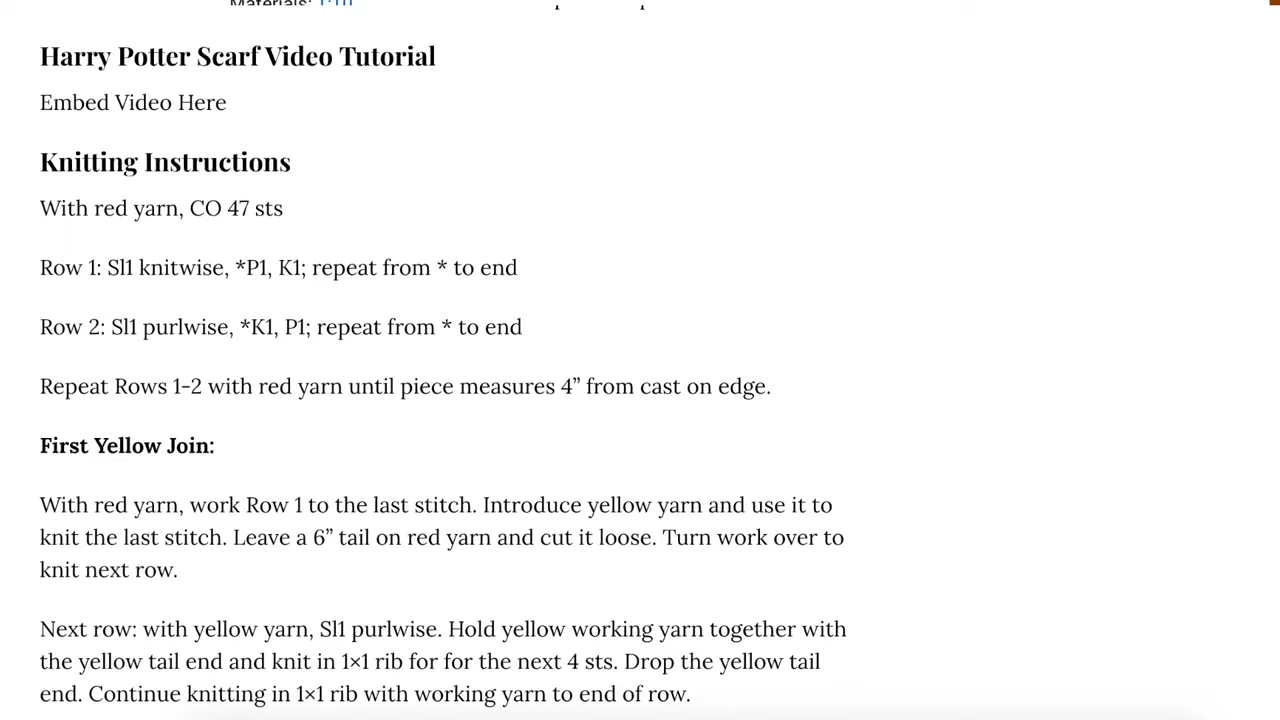 Materials: 1:10
Harry Potter Scarf Video Tutorial
Embed Video Here
Knitting Instructions
With red yarn, CO 47 sts
Row 1: Sl1 knitwise, *P1, K1; repeat from * to end
Row 2: Sl1 purlwise, *K1, P1; repeat from * to end
Repeat Rows 1-2 with red yarn until piece measures 4” from cast on edge.
First Yellow Join:
With red yarn, work Row 1 to the last stitch. Introduce yellow yarn and use it to
knit the last stitch. Leave a 6” tail on red yarn and cut it loose. Turn work over to
knit next row.
Next row: with yellow yarn, Sl1 purlwise. Hold yellow working yarn together with
the yellow tail end and knit in 1×1 rib for for the next 4 sts. Drop the yellow tail
end. Continue knitting in 1×1 rib with working yarn to end of row.